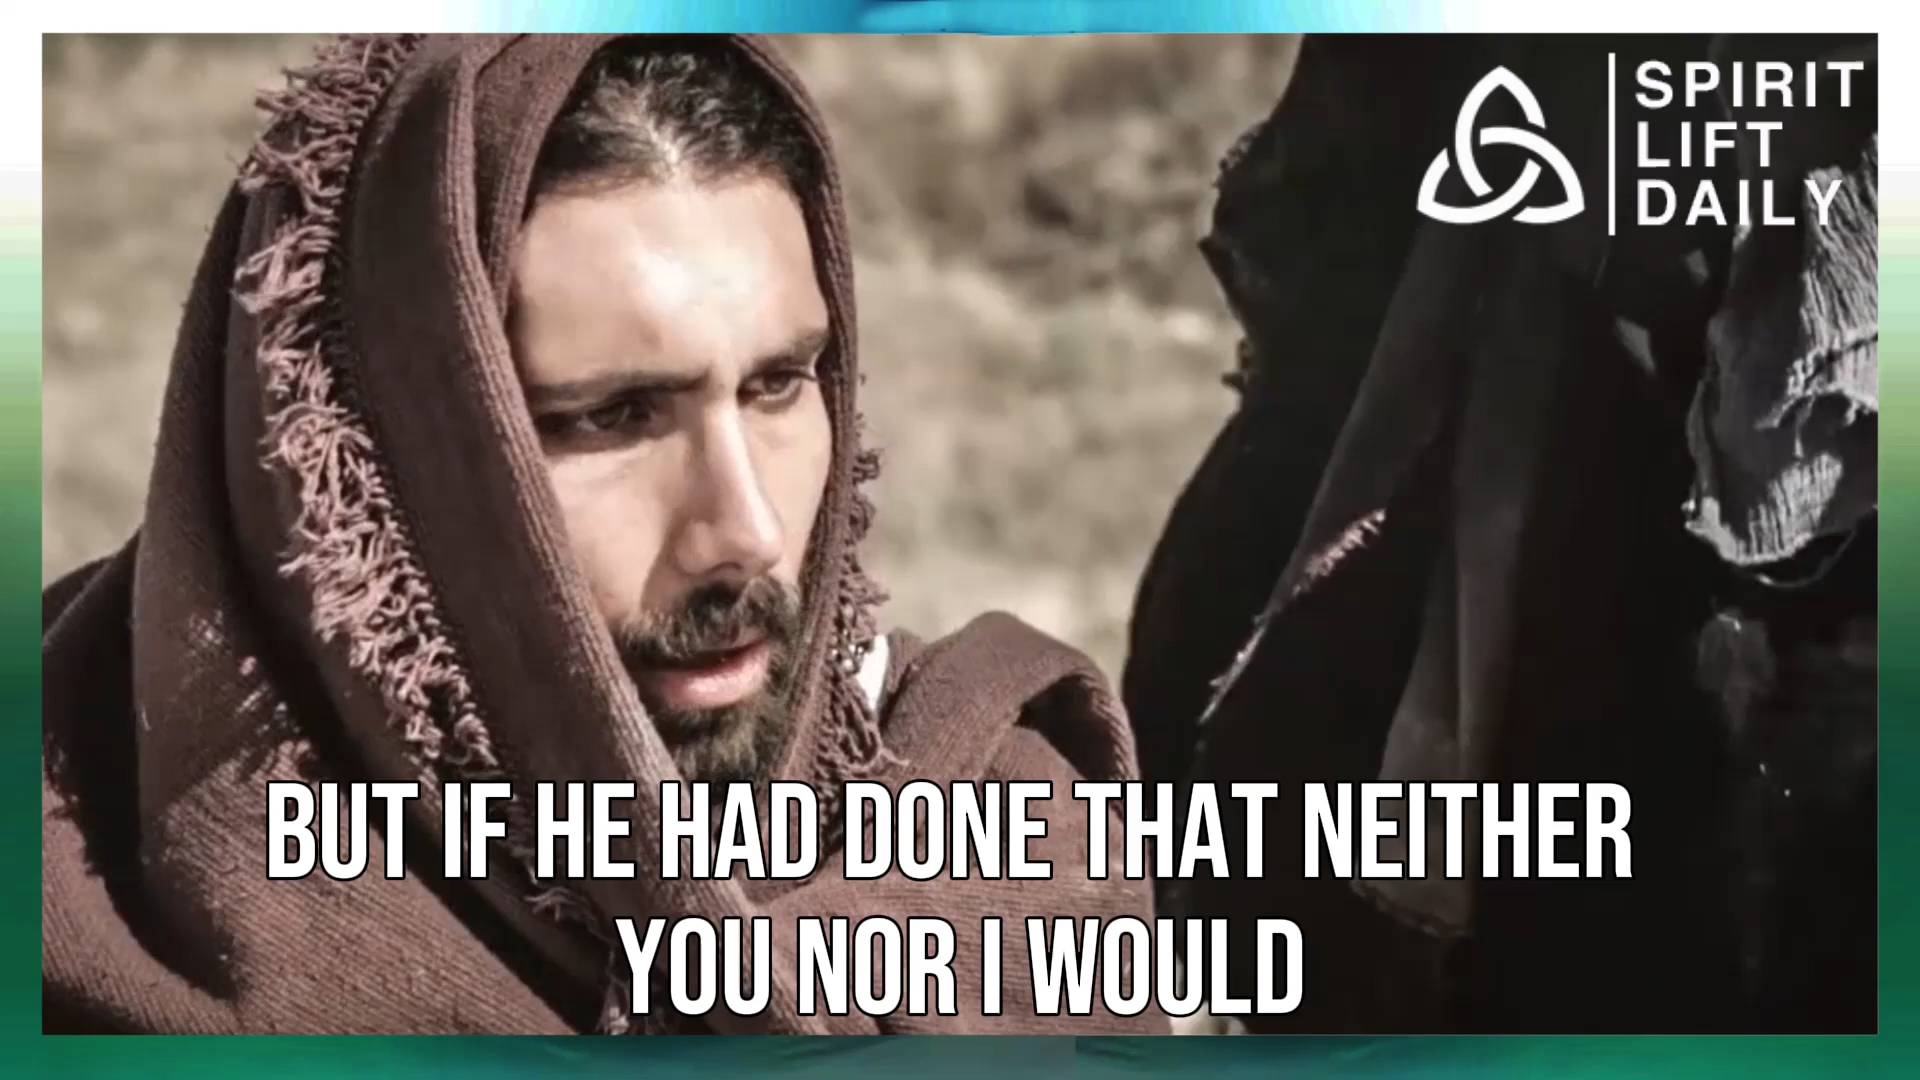 SPIRIT
LIFT
DAILY
BUT IF HE HAD DONE THAT NEITHER
YOU NOR I WOULD